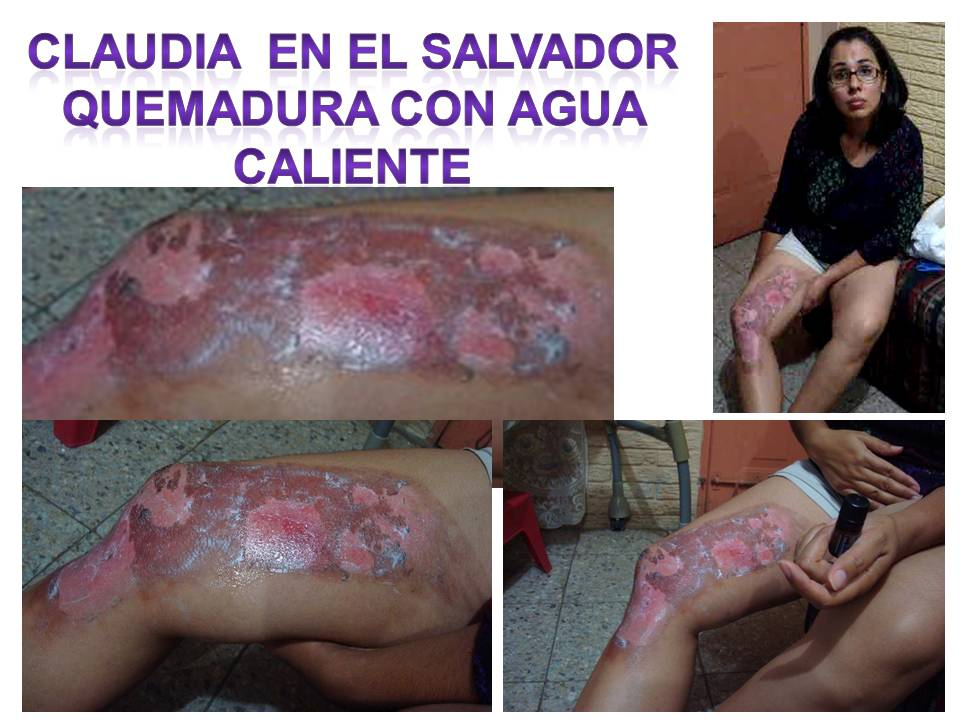 CLAUDIA EN EL SALVADOR
QUEMADURA CON AGUA
CALIENTE